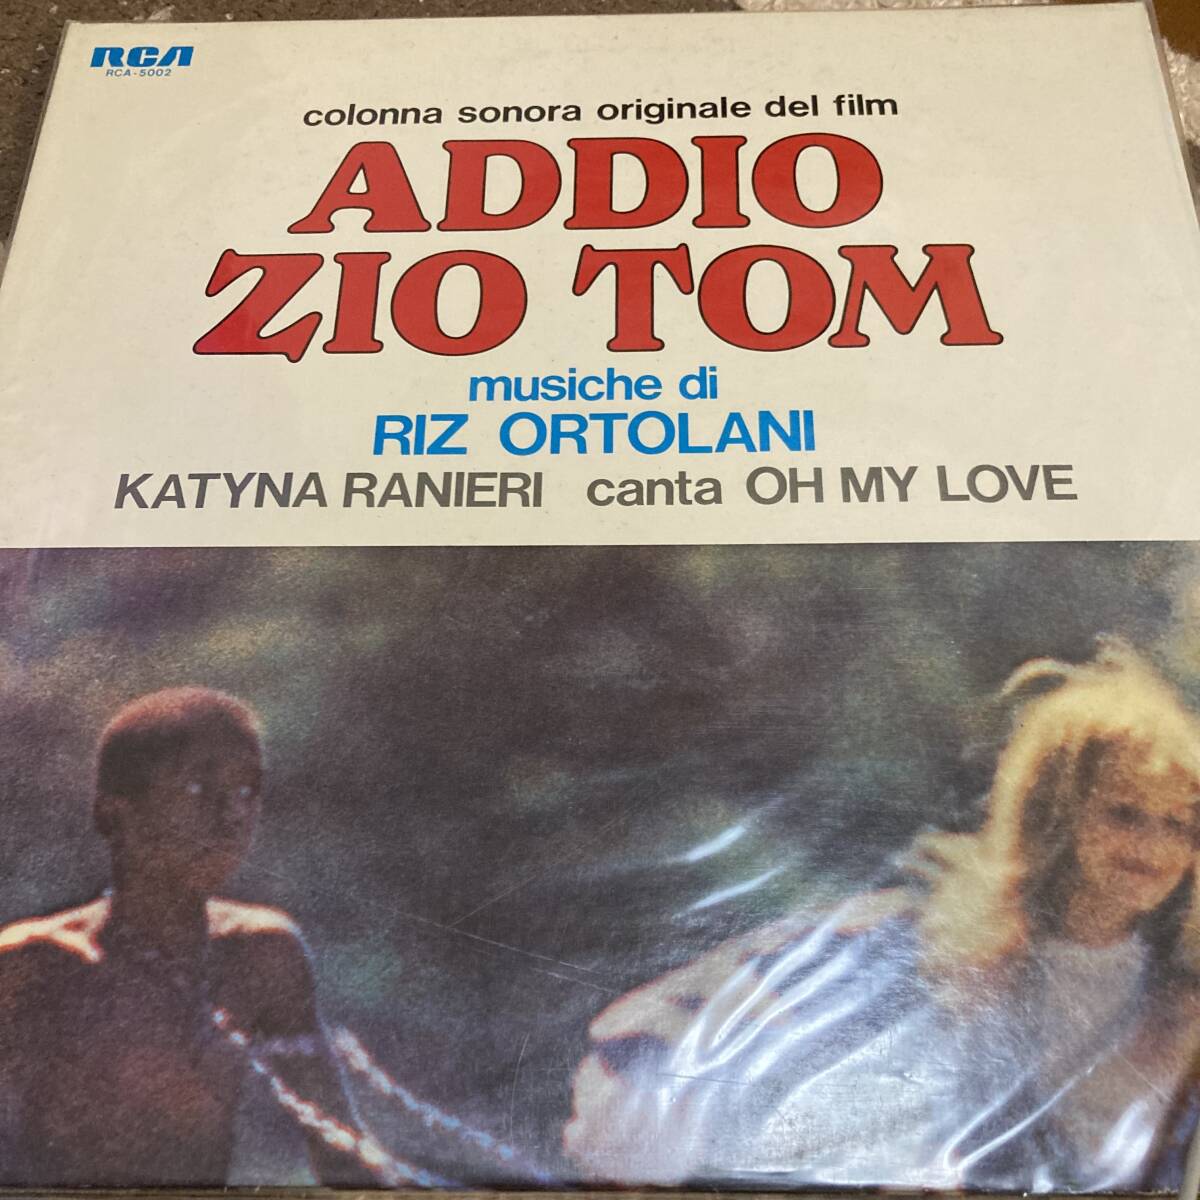 RCA
RCA-5002
colonna sonora originale del film
ADDIO
ZIO TOM
musiche di
RIZ ORTOLANI
KATYNA RANIERI canta OH MY LOVE